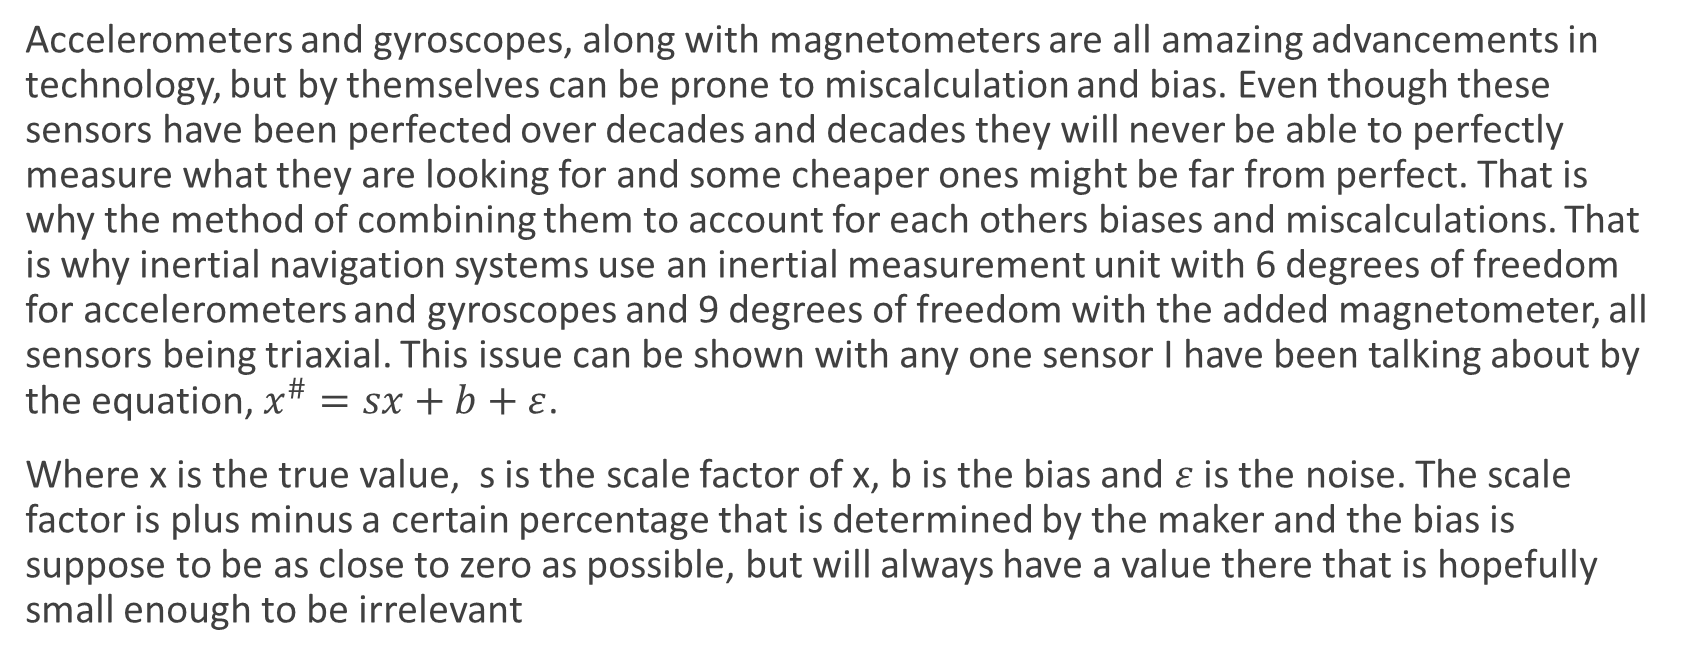 Accelerometers and gyroscopes, along with magnetometers are all amazing advancements in
technology, but by themselves can be prone to miscalculation and bias. Even though these
sensors have been perfected over decades and decades they will never be able to perfectly
measure what they are looking for and some cheaper ones might be far from perfect. That is
why the method of combining them to account for each others biases and miscalculations. That
is why inertial navigation systems use an inertial measurement unit with 6 degrees of freedom
for accelerometers and gyroscopes and 9 degrees of freedom with the added magnetometer, all
sensors being triaxial. This issue can be shown with any one sensor I have been talking about by
the equation, x^# = sx + b + ε.
Where x is the true value,  s is the scale factor of x, b is the bias and ε is the noise. The scale
factor is plus minus a certain percentage that is determined by the maker and the bias is
suppose to be as close to zero as possible, but will always have a value there that is hopefully
small enough to be irrelevant